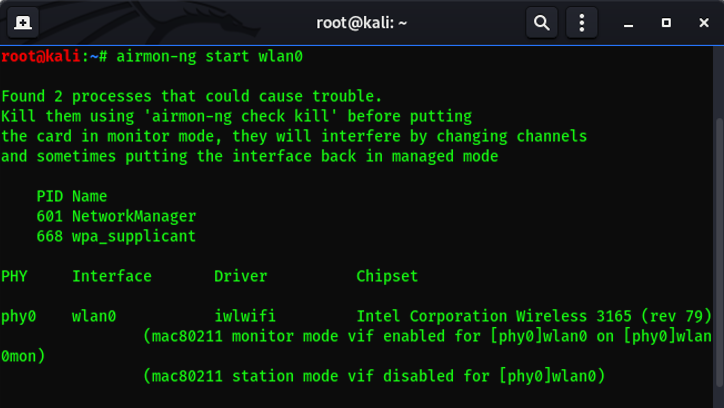 root@kali: ~
root@kali:~# airmon-ng start wlan0
Found 2 processes that could cause trouble.
Kill them using 'airmon-ng check kill' before putting
the card in monitor mode, they will interfere by changing channels
and sometimes putting the interface back in managed mode
PID Name
601 NetworkManager
668 wpa_supplicant
PHY Interface Driver Chipset
phy0 wlan0 iwlwifi Intel Corporation Wireless 3165 (rev 79)
(mac80211 monitor mode vif enabled for [phy0]wlan0 on [phy0]wlan
0mon)
(mac80211 station mode vif disabled for [phy0]wlan0)